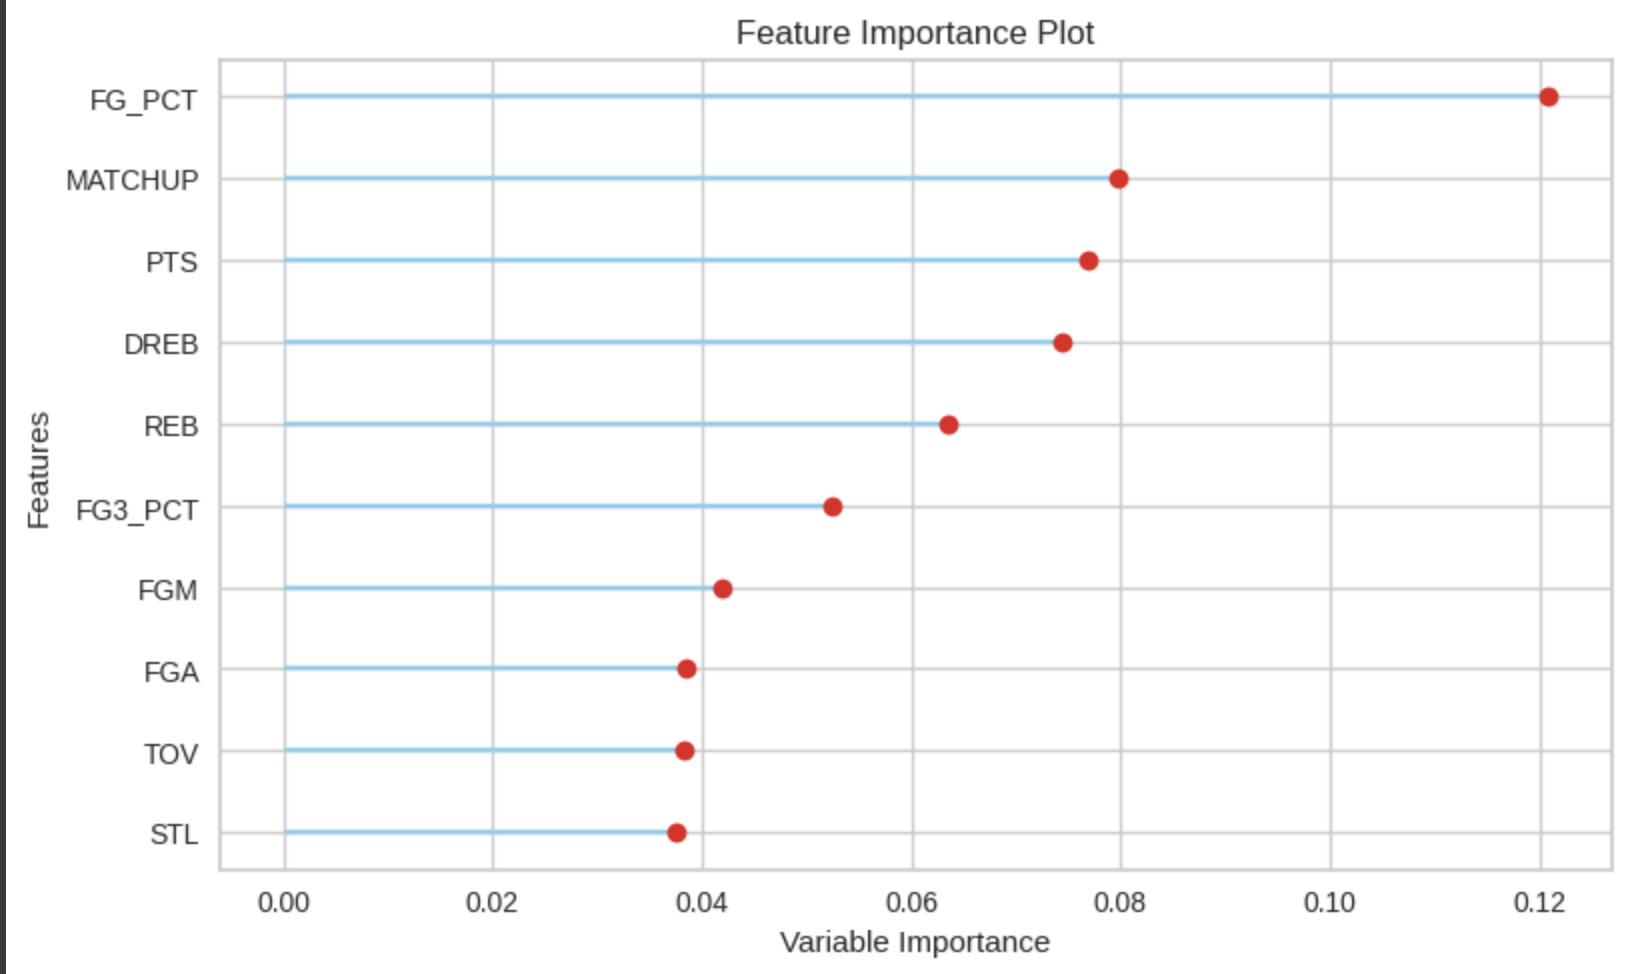 Feature Importance Plot
FG_PCT
MATCHUP
PTS
DREB
REB
FG3_PCT
FGM
FGA
TOV
STL
Features
0.00 0.02 0.04 0.06 0.08 0.10 0.12
Variable Importance